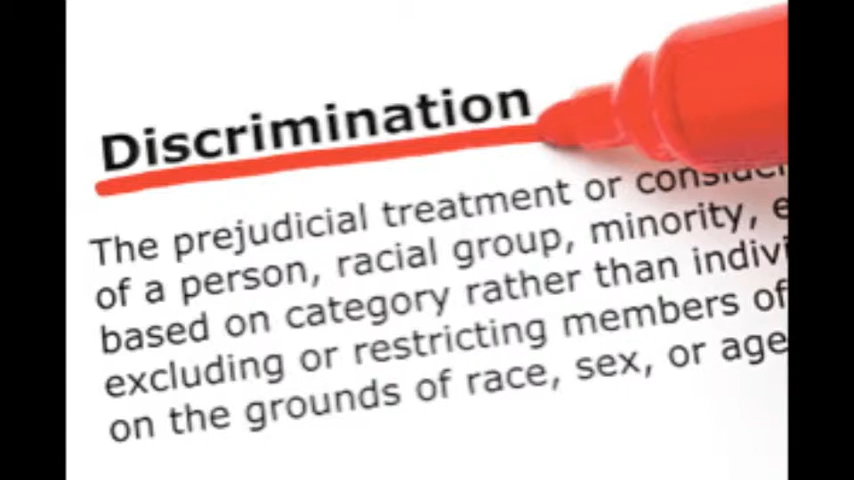 Discrimination
The prejudicial treatment or
of a person, racial group, minority,
based on category rather than
excluding or restricting members of
on the grounds of race, sex, or age